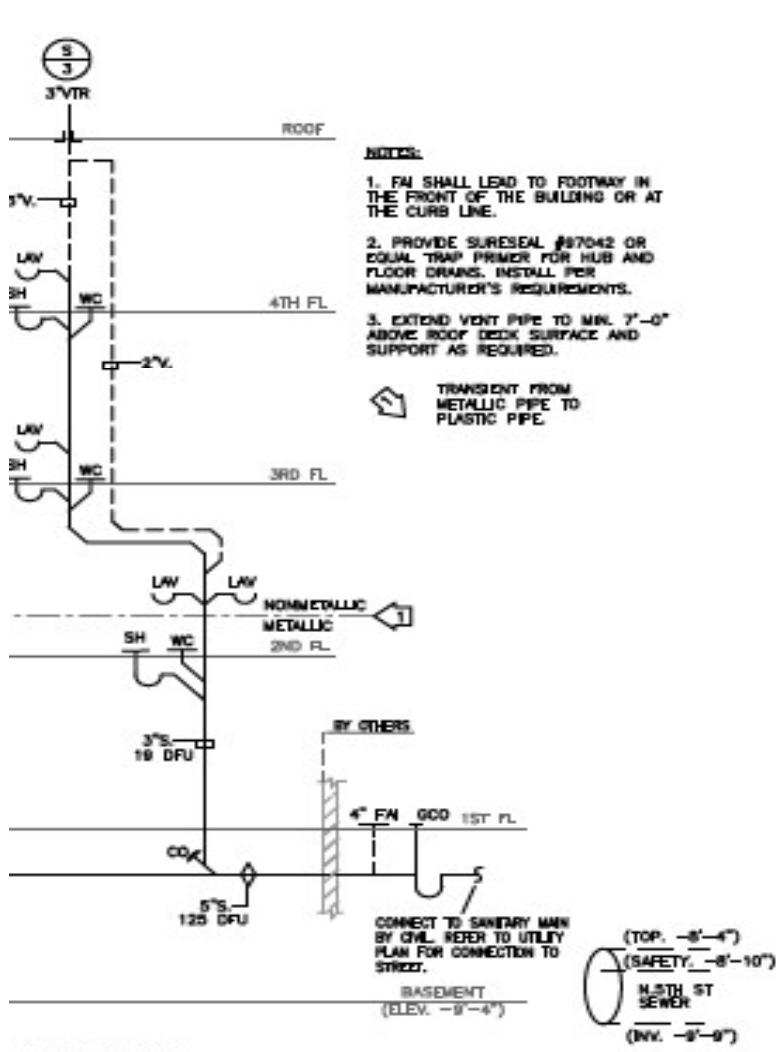 S
3
3"VTR
ROOF
NOTES:
1. FAI SHALL LEAD TO FOOTWAY IN
THE FRONT OF THE BUILDING OR AT
THE CURB LINE.
2. PROVIDE SURESEAL #97042 OR
EQUAL TRAP PRIMER FOR HUB AND
FLOOR DRAINS. INSTALL PER
MANUFACTURER'S REQUIREMENTS.
3. EXTEND VENT PIPE TO MIN. 7'-0"
ABOVE ROOF DECK SURFACE AND
SUPPORT AS REQUIRED.
TRANSIENT FROM
METALLIC PIPE TO
PLASTIC PIPE.
"V.
LAV
SH
WC
4TH FL
2"V.
LAV
SH
WC
3RD FL
LAV
LAV
NONMETALLIC
METALLIC
1
SH
WC
2ND FL
BY OTHERS
3"S.
19 DFU
4" FAI
GCO
1ST FL
CO
5"S.
125 DFU
CONNECT TO SANITARY MAIN
BY CIVIL. REFER TO UTILITY
PLAN FOR CONNECTION TO
STREET.
BASEMENT
(ELEV. -9'-4")
(TOP. -8'-4")
(SAFETY. -8'-10")
N.5TH ST
SEWER
(INV. -9'-9")